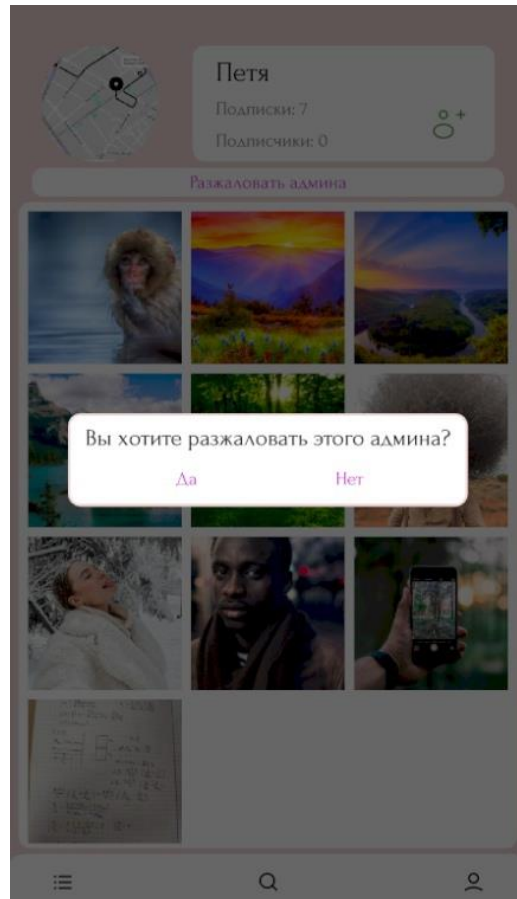 Петя
Подписки: 7
Подписчики: 0
Разжаловать админа
Вы хотите разжаловать этого админа?
Да
Нет